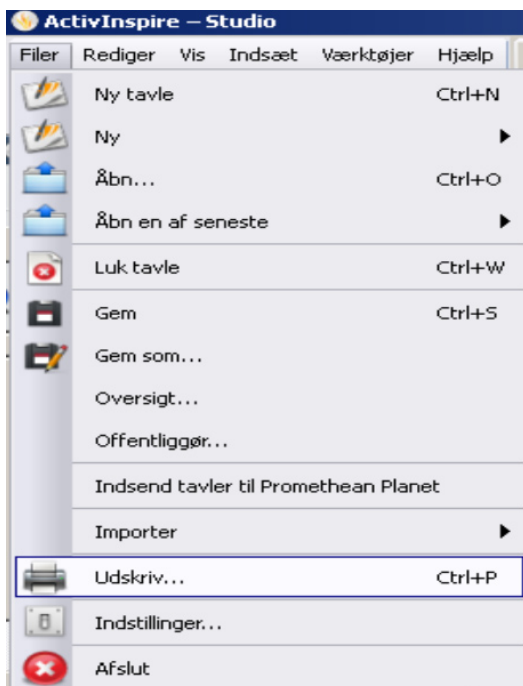 ActivInspire – Studio
Filer Rediger Vis Indsæt Værktøjer Hjælp
Ny tavle Ctrl+N
Ny
Åbn... Ctrl+O
Åbn en af seneste
Luk tavle Ctrl+W
Gem Ctrl+S
Gem som...
Oversigt...
Offentliggør...
Indsend tavler til Promethean Planet
Importer
Udskriv... Ctrl+P
Indstillinger...
Afslut